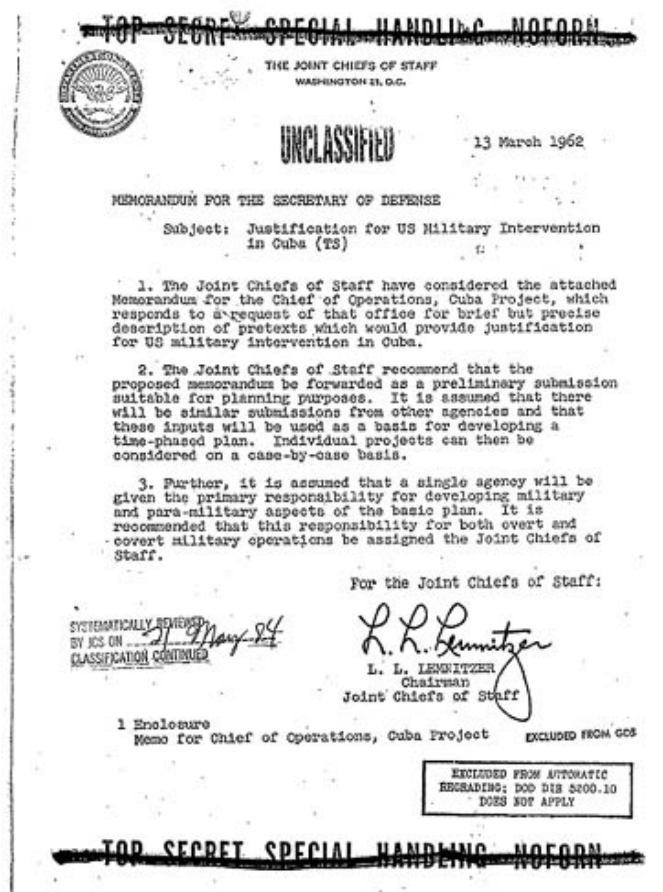 TOP SECRET SPECIAL HANDLING NOFORN
THE JOINT CHIEFS OF STAFF
WASHINGTON 25, D.C.
UNCLASSIFIED
13 March 1962
MEMORANDUM FOR THE SECRETARY OF DEFENSE
Subject: Justification for US Military Intervention
in Cuba (TS)
1. The Joint Chiefs of Staff have considered the attached
Memorandum for the Chief of Operations, Cuba Project, which
responds to a request of that office for brief but precise
description of pretexts which would provide justification
for US military intervention in Cuba.
2. The Joint Chiefs of Staff recommend that the
proposed memorandum be forwarded as a preliminary submission
suitable for planning purposes. It is assumed that there
will be similar submissions from other agencies and that
these inputs will be used as a basis for developing a
time-phased plan. Individual projects can then be
considered on a case-by-case basis.
3. Further, it is assumed that a single agency will be
given the primary responsibility for developing military
and para-military aspects of the basic plan. It is
recommended that this responsibility for both overt and
covert military operations be assigned the Joint Chiefs of
Staff.
For the Joint Chiefs of Staff:
SYSTEMATICALLY REVIEWED
BY JCS ON 21 May 84
CLASSIFICATION CONTINUED
L. L. Lemnitzer
L. L. LEMNITZER
Chairman
Joint Chiefs of Staff
1 Enclosure
Memo for Chief of Operations, Cuba Project
EXCLUDED FROM GDS
EXCLUDED FROM AUTOMATIC
REGRADING; DOD DIR 5200.10
DOES NOT APPLY
TOP SECRET SPECIAL HANDLING NOFORN